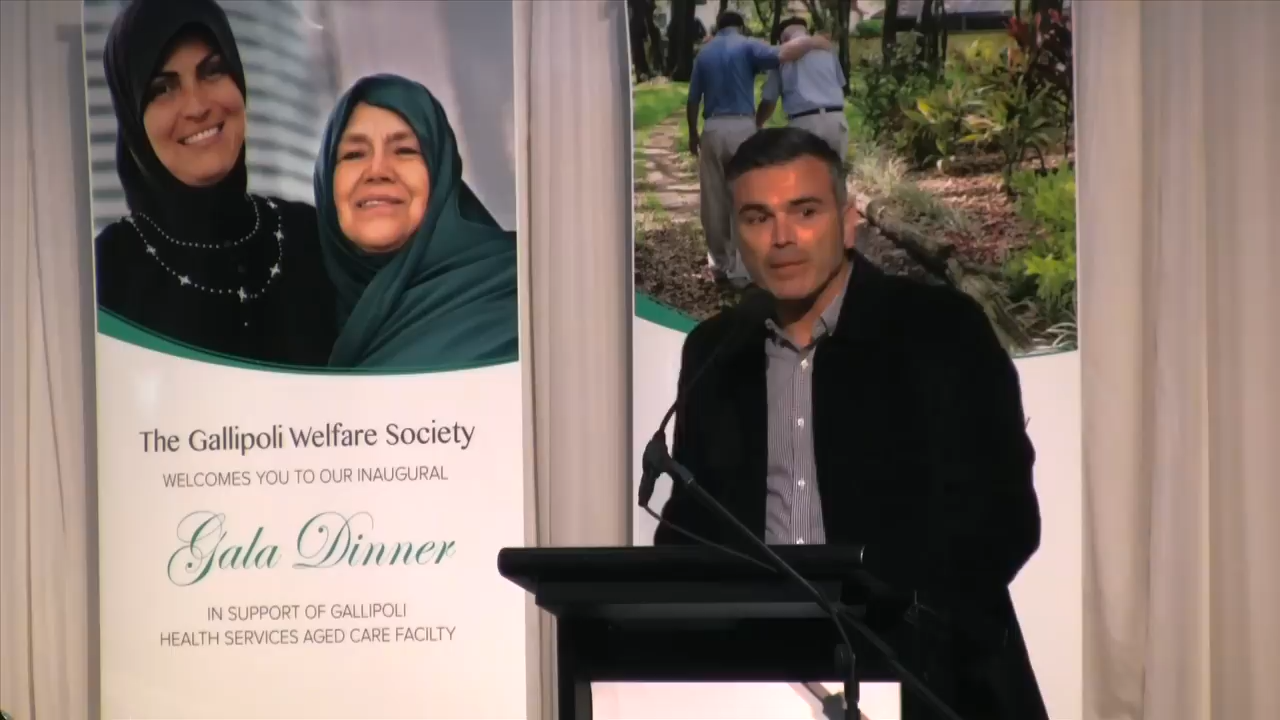 The Gallipoli Welfare Society
WELCOMES YOU TO OUR INAUGURAL
Gala Dinner
IN SUPPORT OF GALLIPOLI
HEALTH SERVICES AGED CARE FACILTY